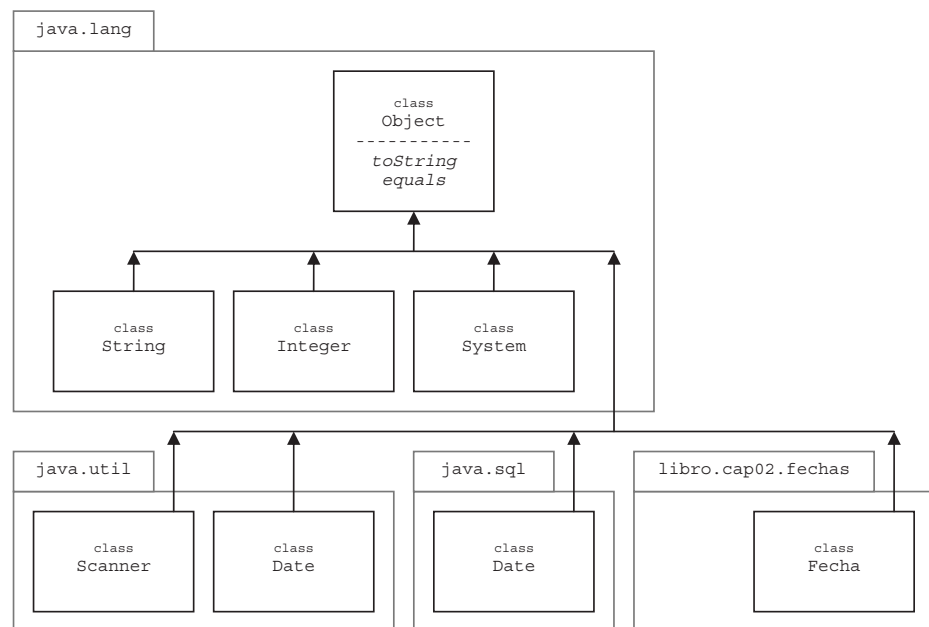 java.lang
class
Object
-----------
toString
equals
class
String
class
Integer
class
System
java.util
java.sql
libro.cap02.fechas
class
Scanner
class
Date
class
Date
class
Fecha